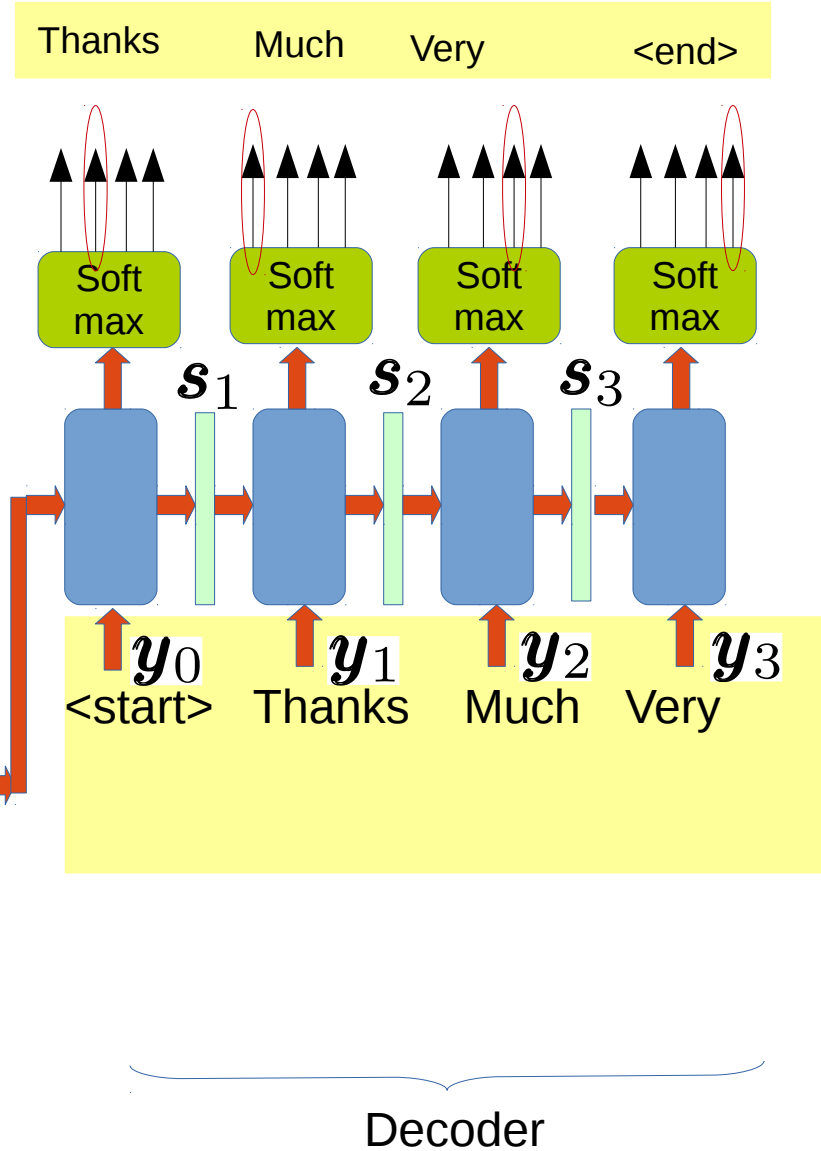 Thanks Much Very <end>
Soft Soft Soft Soft
max max max max
s1 s2 s3
y0 y1 y2 y3
<start> Thanks Much Very
Decoder